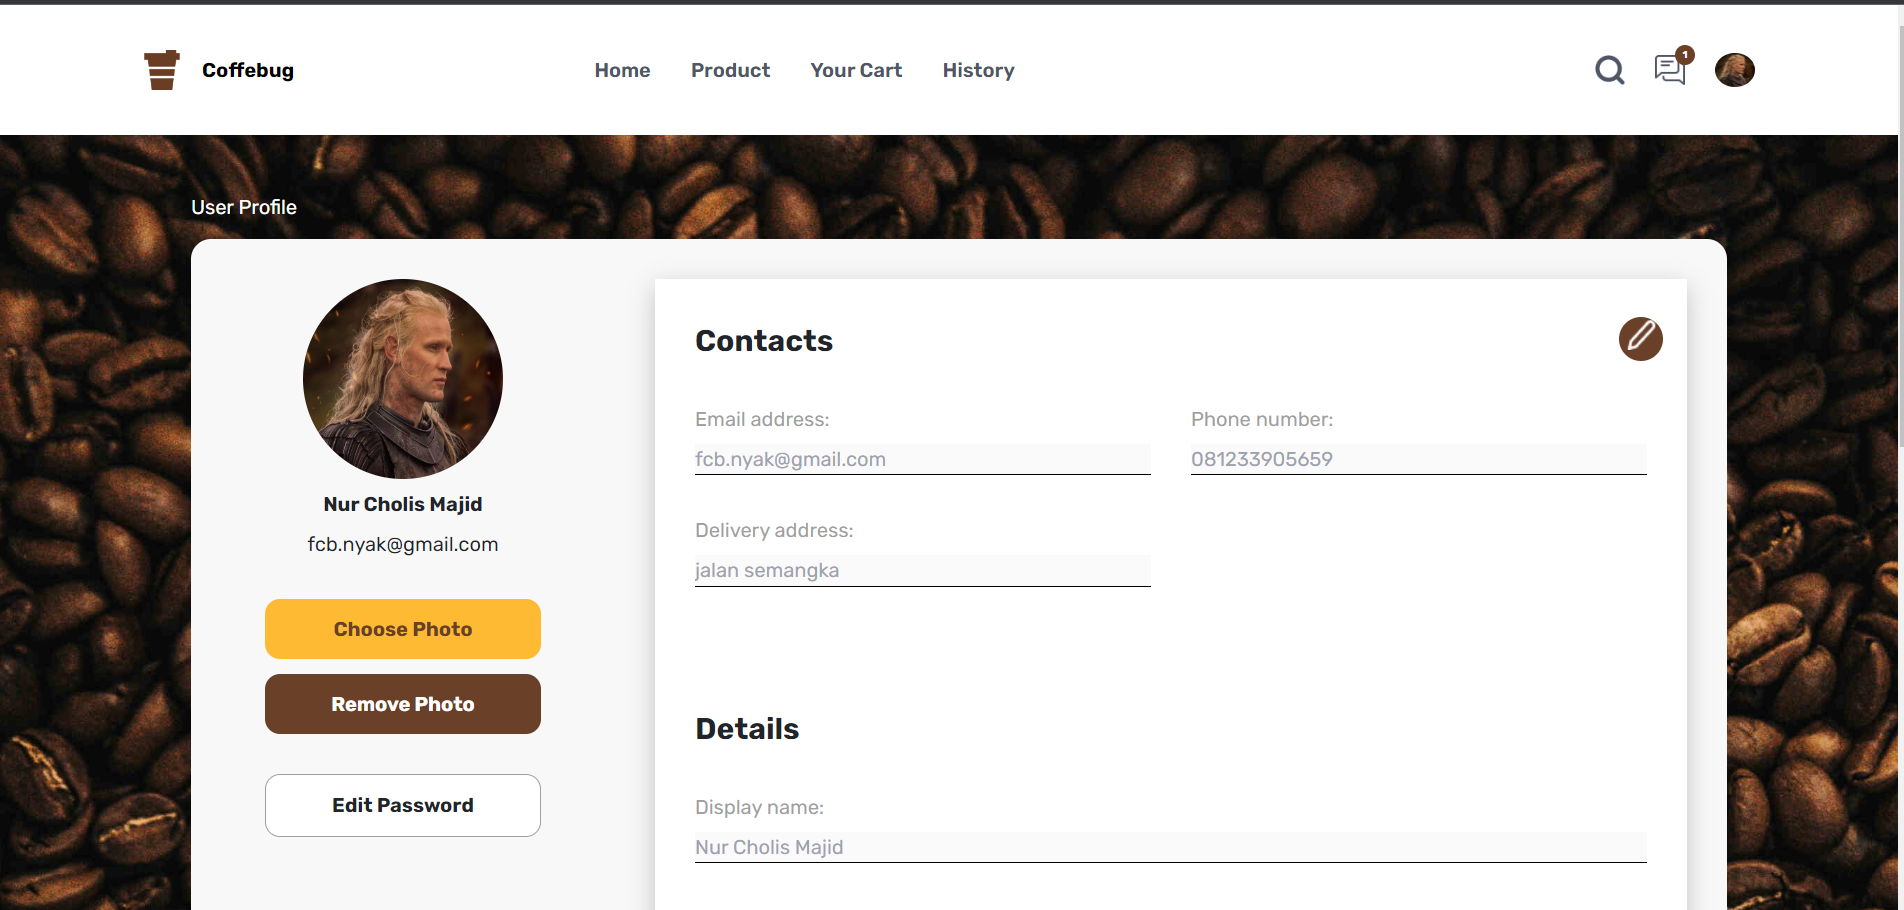 Coffebug
Home Product Your Cart History
1
User Profile
Nur Cholis Majid
fcb.nyak@gmail.com
Choose Photo
Remove Photo
Edit Password
Contacts
Email address: Phone number:
fcb.nyak@gmail.com 081233905659
Delivery address:
jalan semangka
Details
Display name:
Nur Cholis Majid